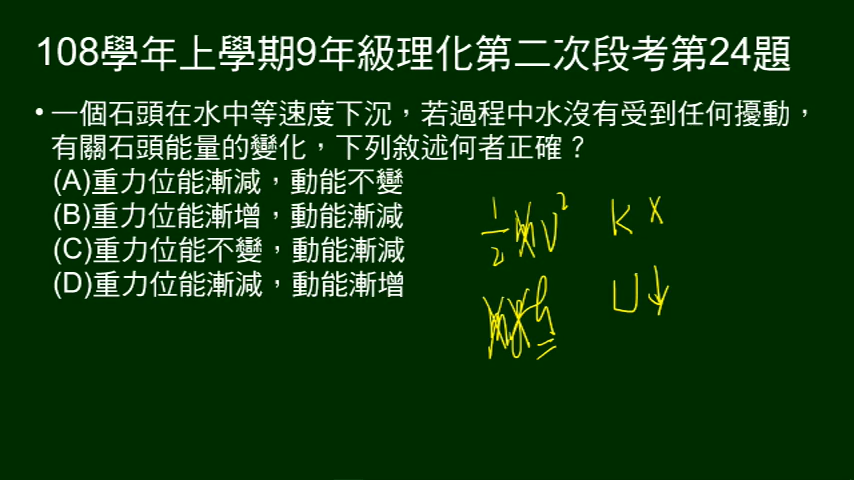 108學年上學期9年級理化第二次段考第24題
•一個石頭在水中等速度下沉，若過程中水沒有受到任何擾動，
有關石頭能量的變化，下列敘述何者正確？
(A)重力位能漸減，動能不變
(B)重力位能漸增，動能漸減
(C)重力位能不變，動能漸減
(D)重力位能漸減，動能漸增
1/2 mv² K ×
mgh U ↓